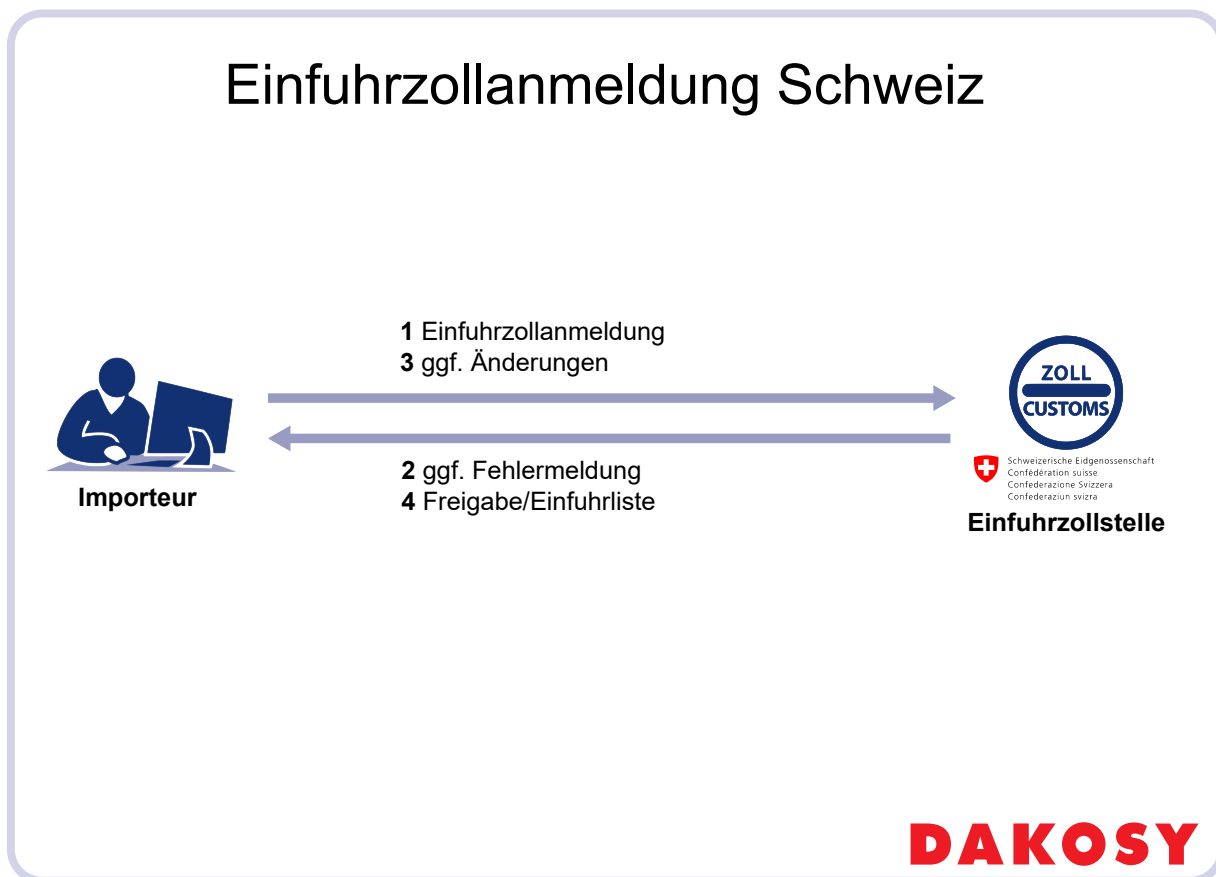 Einfuhrzollanmeldung Schweiz
1 Einfuhrzollanmeldung
3 ggf. Änderungen
2 ggf. Fehlermeldung
4 Freigabe/Einfuhrliste
Importeur
ZOLL
CUSTOMS
Schweizerische Eidgenossenschaft
Confédération suisse
Confederazione Svizzera
Confederaziun svizra
Einfuhrzollstelle
DAKOSY